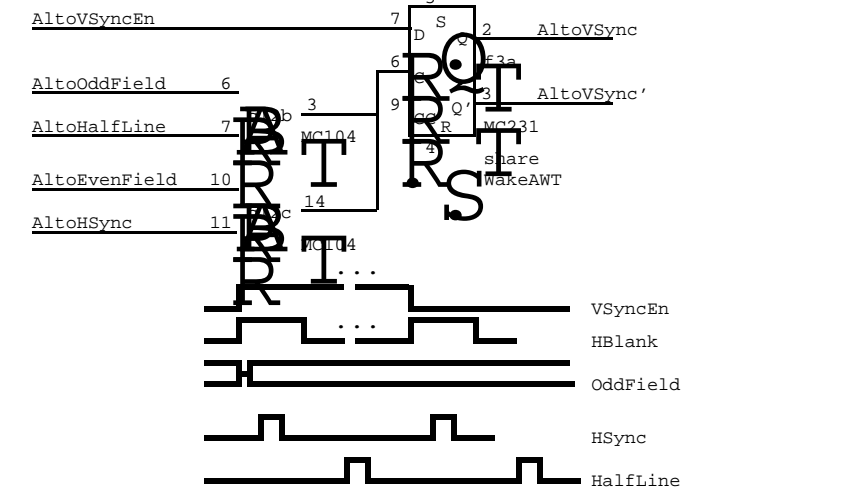 AltoVSyncEn 7 S 2 AltoVSync
D Q
AltoOddField 6 6 C f3a
3 9 3 AltoVSync’
AltoHalfLine 7 CC Q’ MC231
MC104 R
4 share
AltoEvenField 10 WakeAWT
14
AltoHSync 11
MC104
...
VSyncEn
...
HBlank
OddField
HSync
HalfLine